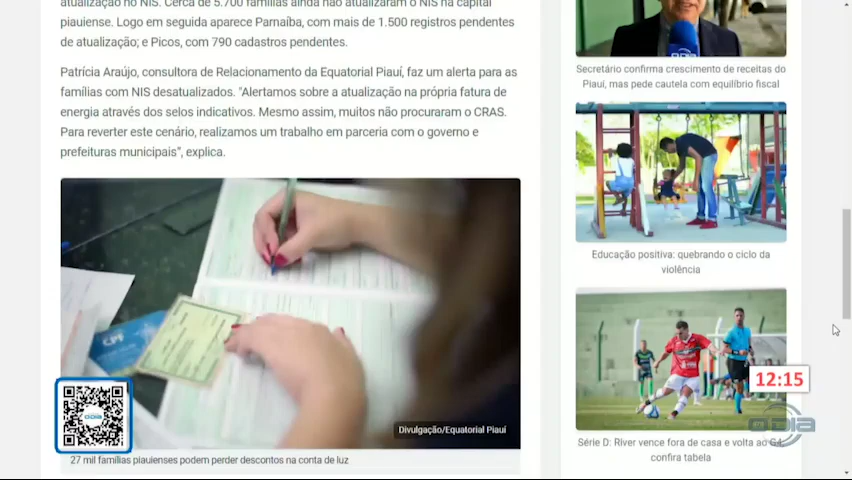 atualização no NIS. Cerca de 5.700 famílias ainda não atualizaram o NIS na capital
piauiense. Logo em seguida aparece Parnaíba, com mais de 1.500 registros pendentes
de atualização; e Picos, com 790 cadastros pendentes.
Patrícia Araújo, consultora de Relacionamento da Equatorial Piauí, faz um alerta para as
famílias com NIS desatualizados. "Alertamos sobre a atualização na própria fatura de
energia através dos selos indicativos. Mesmo assim, muitos não procuraram o CRAS.
Para reverter este cenário, realizamos um trabalho em parceria com o governo e
prefeituras municipais", explica.
CPF
Divulgação/Equatorial Piauí
27 mil famílias piauienses podem perder descontos na conta de luz
O DIA
Secretário confirma crescimento de receitas do
Piauí, mas pede cautela com equilíbrio fiscal
Educação positiva: quebrando o ciclo da
violência
12:15
O DIA
Série D: River vence fora de casa e volta ao G4,
confira tabela